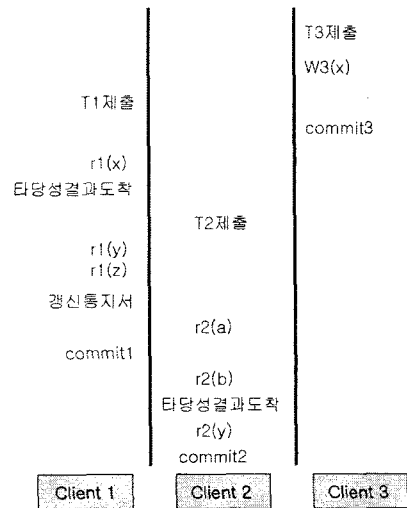 T3제출
W3(x)
T1제출
commit3
r1(x)
타당성결과도착
T2제출
r1(y)
r1(z)
갱신통지서
r2(a)
commit1
r2(b)
타당성결과도착
r2(y)
commit2
Client 1
Client 2
Client 3